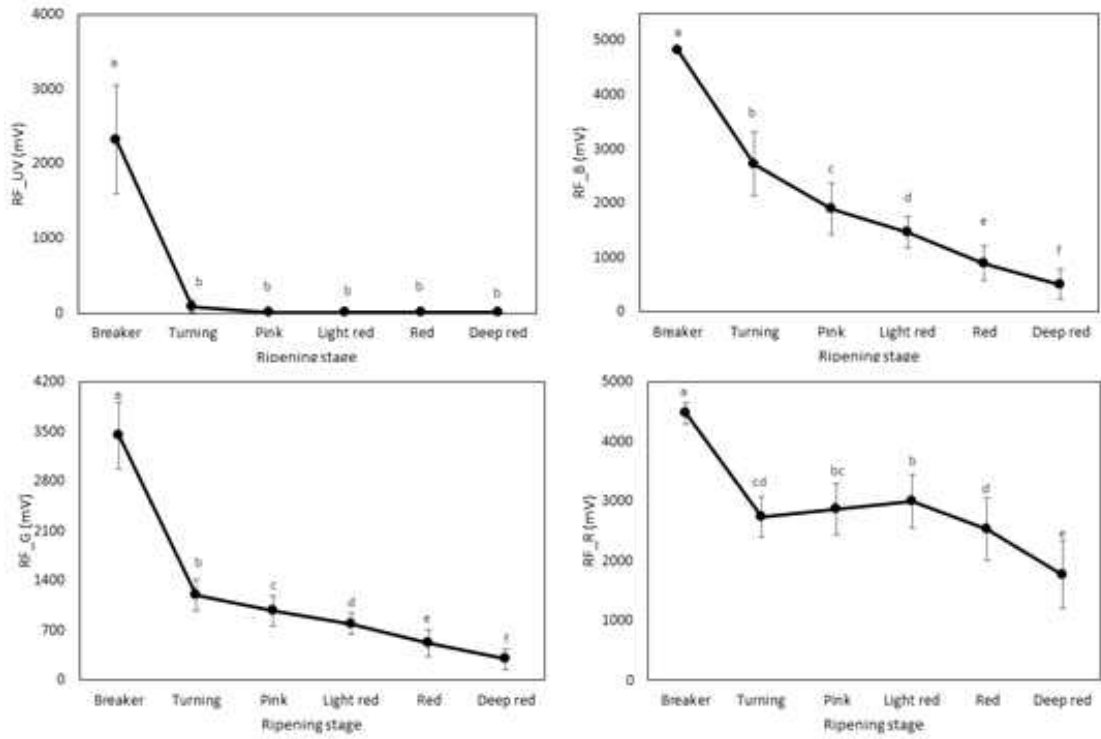 4000
3000
2000
1000
0
RF_UV (mV)
a
b
b
b
b
b
Breaker Turning Pink Light red Red Deep red
Ripening stage
5000
4000
3000
2000
1000
0
RF_B (mV)
a
b
c
d
e
f
Breaker Turning Pink Light red Red Deep red
Ripening stage
4200
3500
2800
2100
1400
700
0
RF_G (mV)
a
b
c
d
e
f
Breaker Turning Pink Light red Red Deep red
Ripening stage
5000
4000
3000
2000
1000
0
RF_R (mV)
a
cd
bc
b
d
e
Breaker Turning Pink Light red Red Deep red
Ripening stage